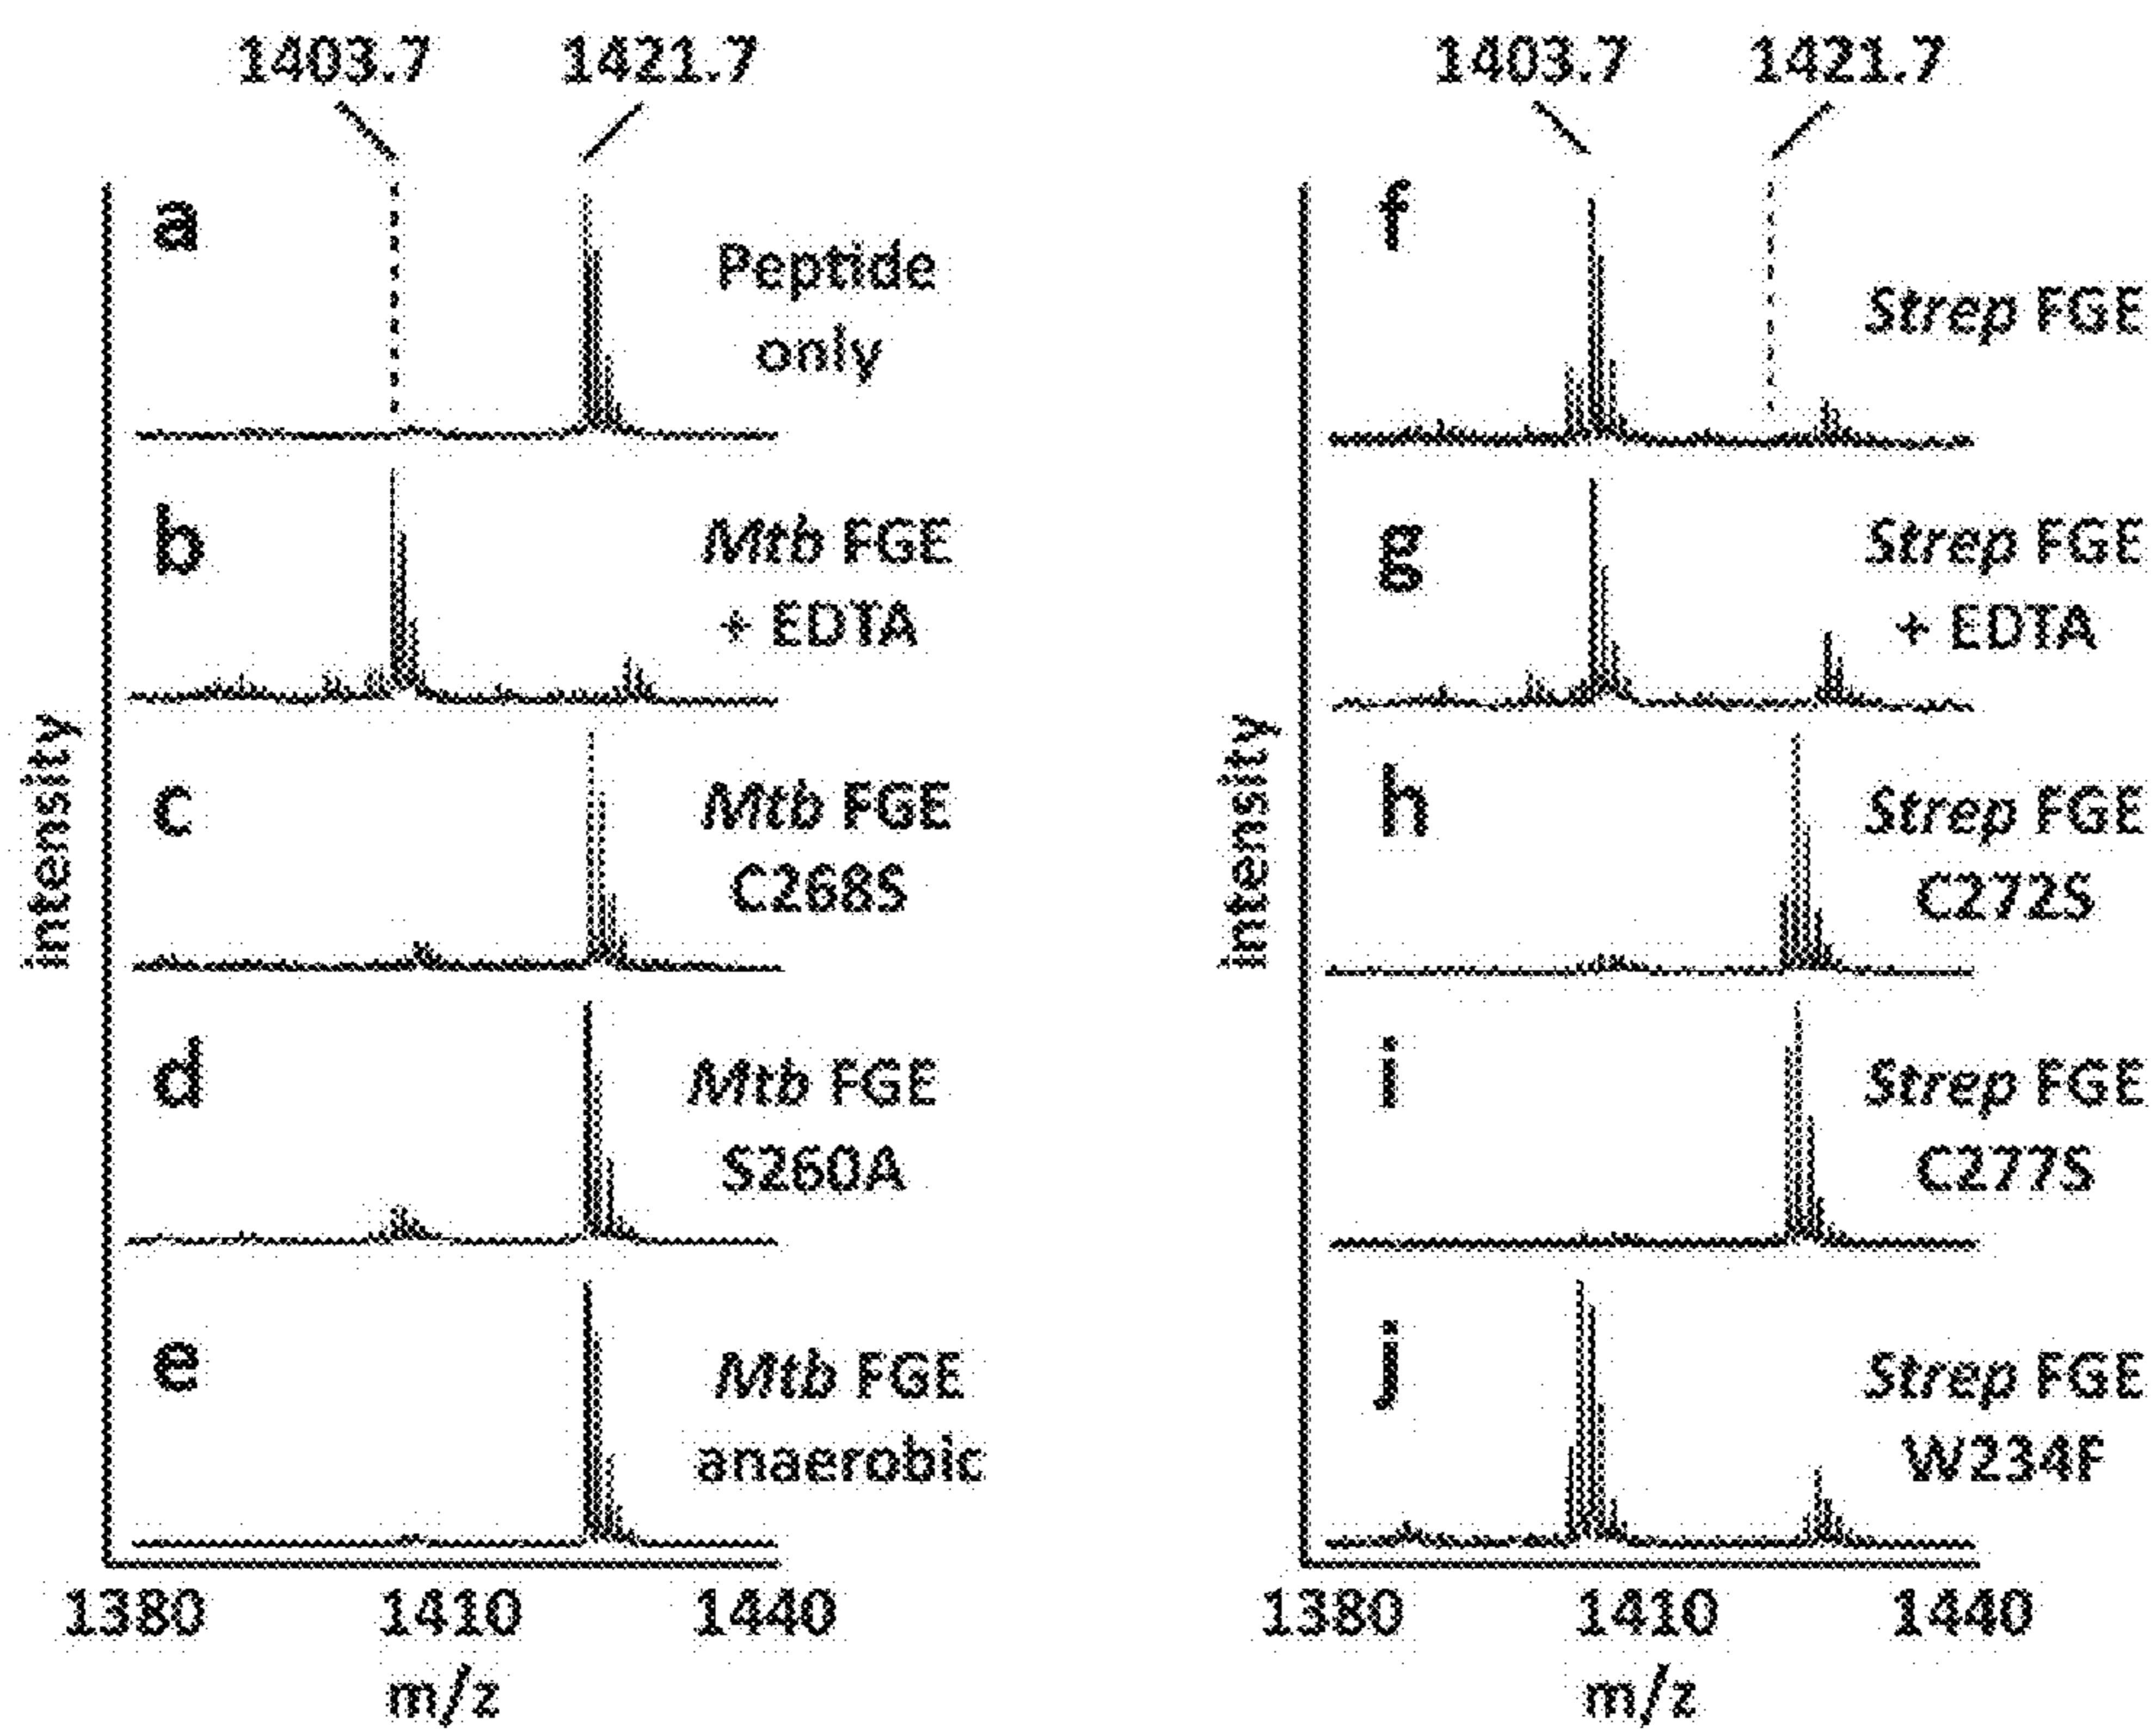 1403.7 1421.7
a
Peptide
only
b
Mtb FGE
+ EDTA
c
Mtb FGE
C268S
d
Mtb FGE
S260A
e
Mtb FGE
anaerobic
intensity
1380 1410 1440
m/z
1403.7 1421.7
f
Strep FGE
g
Strep FGE
+ EDTA
h
Strep FGE
C272S
i
Strep FGE
C277S
j
Strep FGE
W234F
intensity
1380 1410 1440
m/z